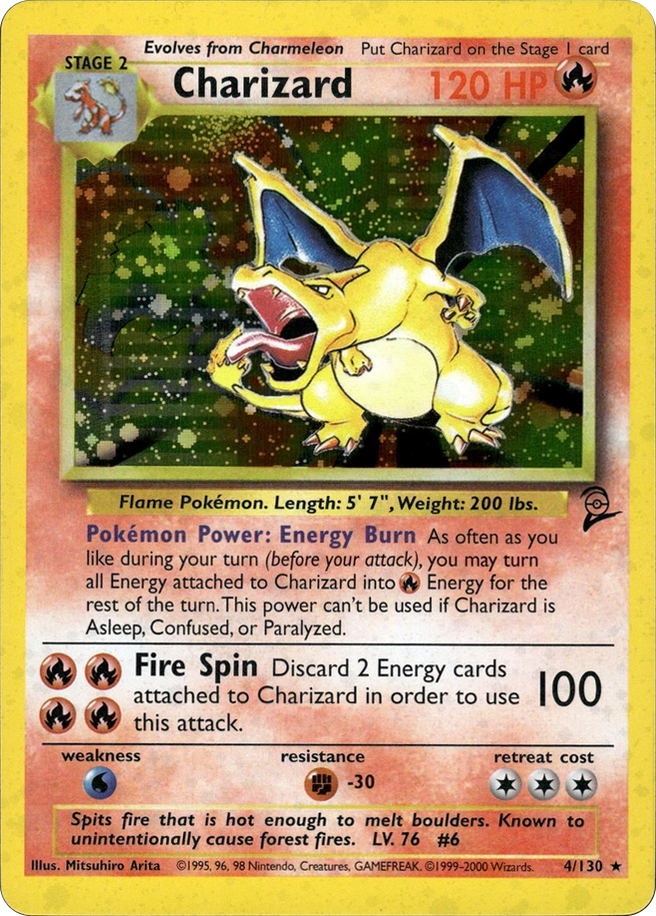 Evolves from Charmeleon Put Charizard on the Stage 1 card
STAGE 2
Charizard 120 HP
Flame Pokémon. Length: 5' 7", Weight: 200 lbs.
Pokémon Power: Energy Burn As often as you
like during your turn (before your attack), you may turn
all Energy attached to Charizard into Energy for the
rest of the turn. This power can't be used if Charizard is
Asleep, Confused, or Paralyzed.
Fire Spin Discard 2 Energy cards
attached to Charizard in order to use
this attack.
100
weakness resistance retreat cost
-30
Spits fire that is hot enough to melt boulders. Known to
unintentionally cause forest fires. LV. 76 #6
Illus. Mitsuhiro Arita ©1995, 96, 98 Nintendo, Creatures, GAMEFREAK. ©1999-2000 Wizards. 4/130 ★